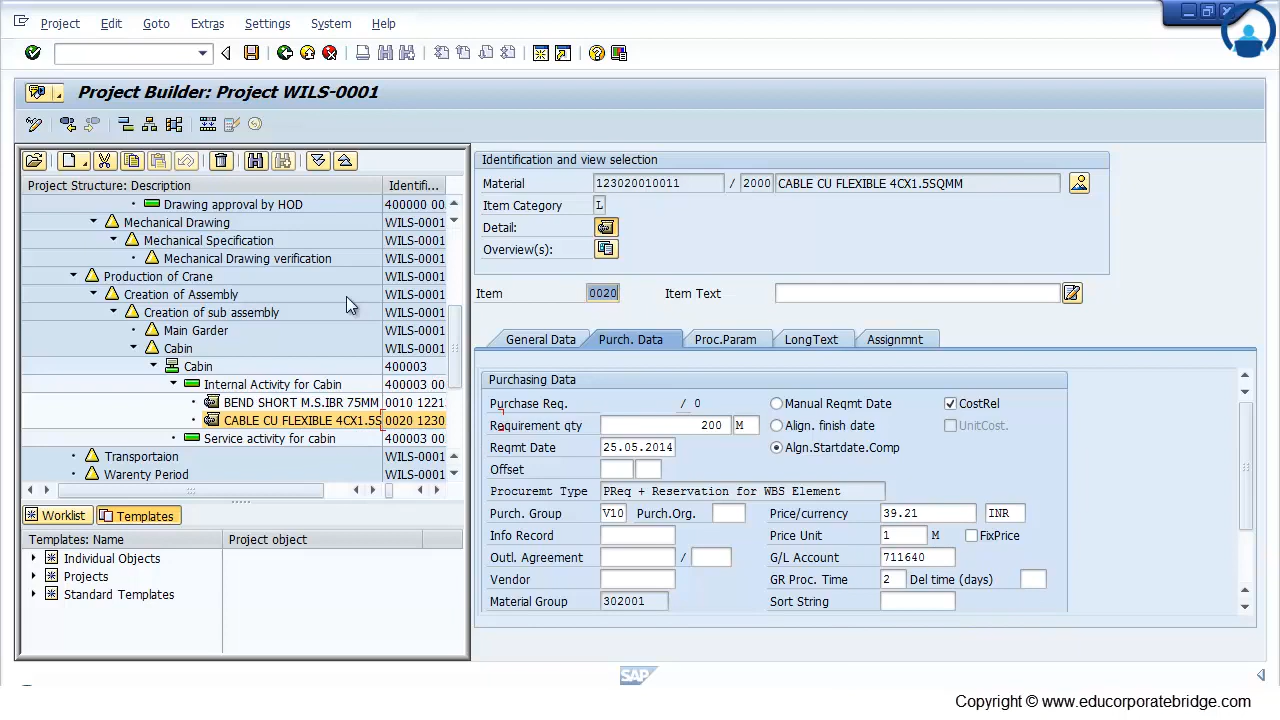 Project Edit Goto Extras Settings System Help
Project Builder: Project WILS-0001
Project Structure: Description Identifi...
Drawing approval by HOD 400000 00
Mechanical Drawing WILS-0001
Mechanical Specification WILS-0001
Mechanical Drawing verification WILS-0001
Production of Crane WILS-0001
Creation of Assembly WILS-0001
Creation of sub assembly WILS-0001
Main Garder WILS-0001
Cabin WILS-0001
Cabin 400003
Internal Activity for Cabin 400003 00
BEND SHORT M.S.IBR 75MM 0010 1221
CABLE CU FLEXIBLE 4CX1.5S 0020 1230
Service activity for cabin 400003 00
Transportaion WILS-0001
Warenty Period WILS-0001
Worklist Templates
Templates: Name Project object
Individual Objects
Projects
Standard Templates
Identification and view selection
Material 123020010011 / 2000 CABLE CU FLEXIBLE 4CX1.5SQMM
Item Category L
Detail:
Overview(s):
Item 0020 Item Text
General Data Purch. Data Proc.Param LongText Assignmnt
Purchasing Data
Purchase Req. / 0 Manual Reqmt Date CostRel
Requirement qty 200 M Align. finish date UnitCost.
Reqmt Date 25.05.2014 Algn.Startdate.Comp
Offset
Procuremt Type PReq + Reservation for WBS Element
Purch. Group V10 Purch.Org. Price/currency 39.21 INR
Info Record Price Unit 1 M FixPrice
Outl. Agreement / G/L Account 711640
Vendor GR Proc. Time 2 Del time (days)
Material Group 302001 Sort String
SAP
Copyright © www.educorporatebridge.com